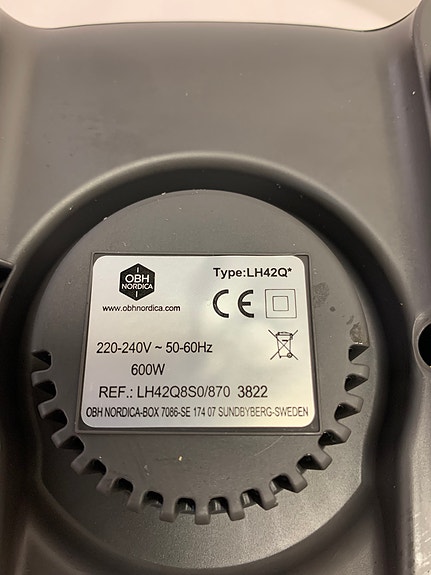 OBH
NORDICA
Type:LH42Q*
www.obhnordica.com
CE
220-240V ~ 50-60Hz
600W
REF.: LH42Q8S0/870 3822
OBH NORDICA-BOX 7086-SE 174 07 SUNDBYBERG-SWEDEN